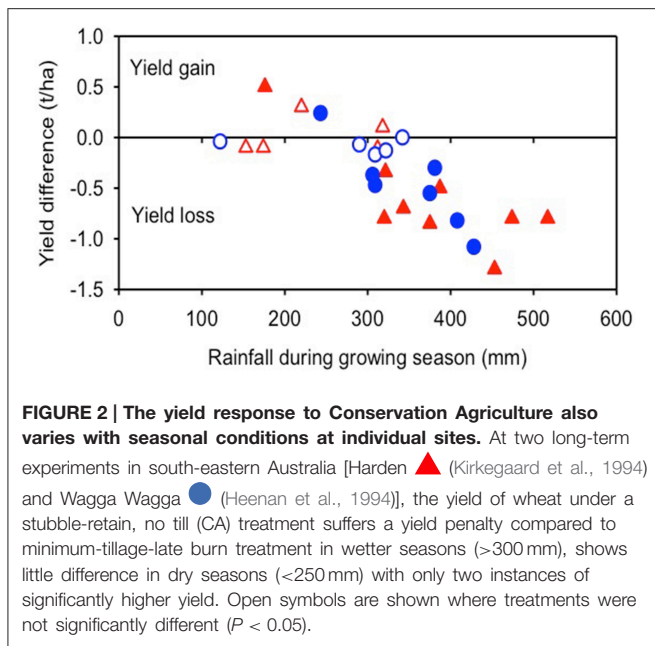 1.0
Yield gain
0.5
0.0
-0.5
Yield loss
-1.0
-1.5
Yield difference (t/ha)
0 100 200 300 400 500 600
Rainfall during growing season (mm)
FIGURE 2 | The yield response to Conservation Agriculture also
varies with seasonal conditions at individual sites. At two long-term
experiments in south-eastern Australia [Harden ▲ (Kirkegaard et al., 1994)
and Wagga Wagga ● (Heenan et al., 1994)], the yield of wheat under a
stubble-retain, no till (CA) treatment suffers a yield penalty compared to
minimum-tillage-late burn treatment in wetter seasons (>300 mm), shows
little difference in dry seasons (<250 mm) with only two instances of
significantly higher yield. Open symbols are shown where treatments were
not significantly different (P < 0.05).